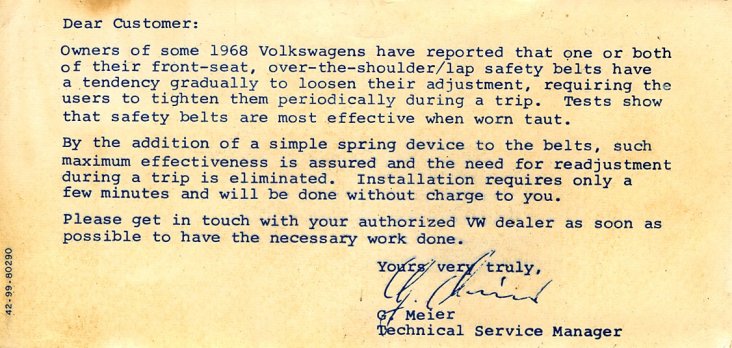 Dear Customer:
Owners of some 1968 Volkswagens have reported that one or both
of their front-seat, over-the-shoulder/lap safety belts have
a tendency gradually to loosen their adjustment, requiring the
users to tighten them periodically during a trip. Tests show
that safety belts are most effective when worn taut.
By the addition of a simple spring device to the belts, such
maximum effectiveness is assured and the need for readjustment
during a trip is eliminated. Installation requires only a
few minutes and will be done without charge to you.
Please get in touch with your authorized VW dealer as soon as
possible to have the necessary work done.
Yours very truly,
G. Meier
Technical Service Manager
42-99-80290